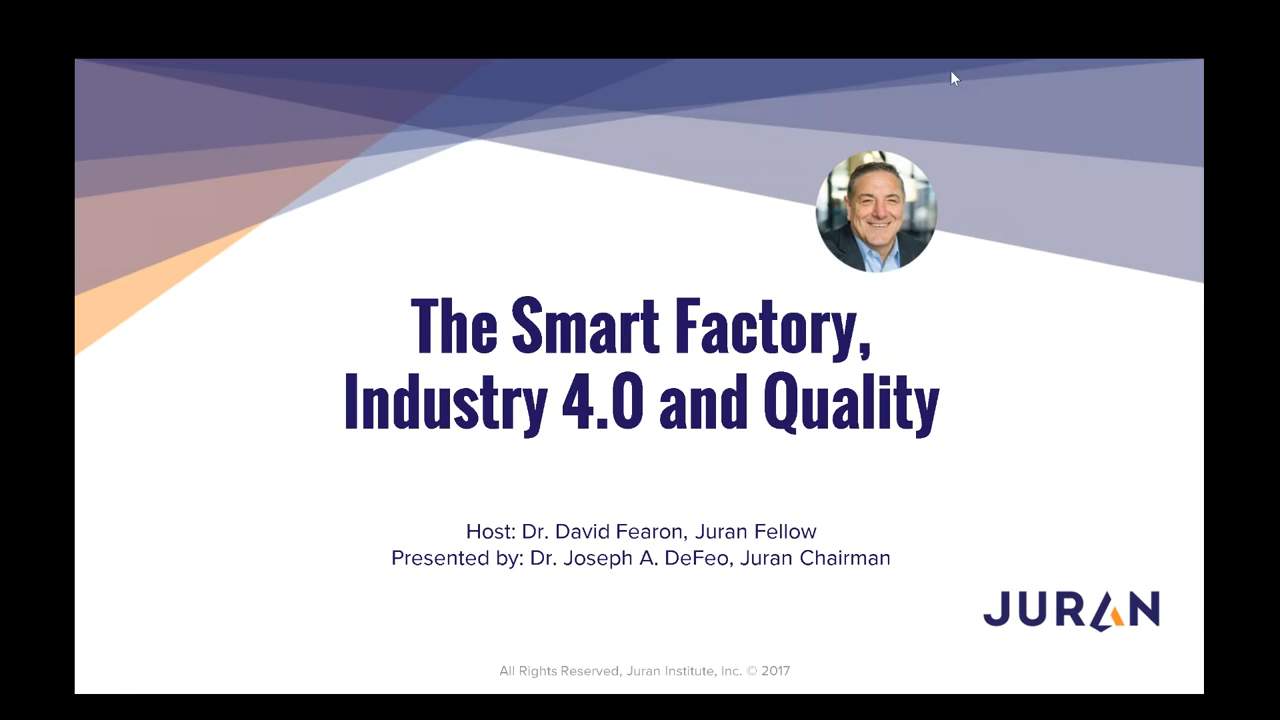 The Smart Factory,
Industry 4.0 and Quality
Host: Dr. David Fearon, Juran Fellow
Presented by: Dr. Joseph A. DeFeo, Juran Chairman
JURAN
All Rights Reserved, Juran Institute, Inc. © 2017